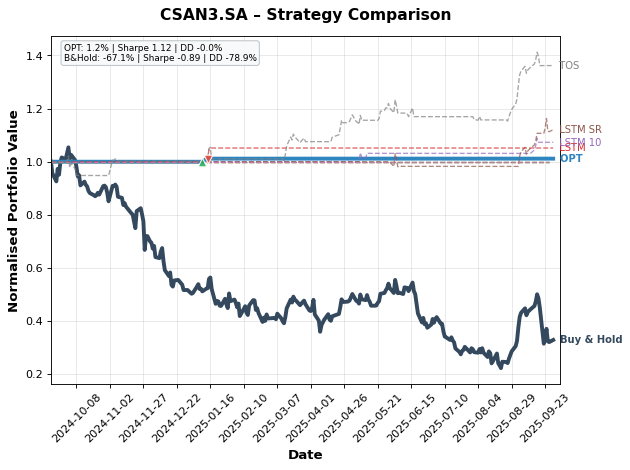 CSAN3.SA – Strategy Comparison
OPT: 1.2% | Sharpe 1.12 | DD -0.0%
B&Hold: -67.1% | Sharpe -0.89 | DD -78.9%
Normalised Portfolio Value
1.4
1.2
1.0
0.8
0.6
0.4
0.2
TOS
LSTM SR
LSTM 10
LSTM
OPT
Buy & Hold
2024-10-08
2024-11-02
2024-11-27
2024-12-22
2025-01-16
2025-02-10
2025-03-07
2025-04-01
2025-04-26
2025-05-21
2025-06-15
2025-07-10
2025-08-04
2025-08-29
2025-09-23
Date